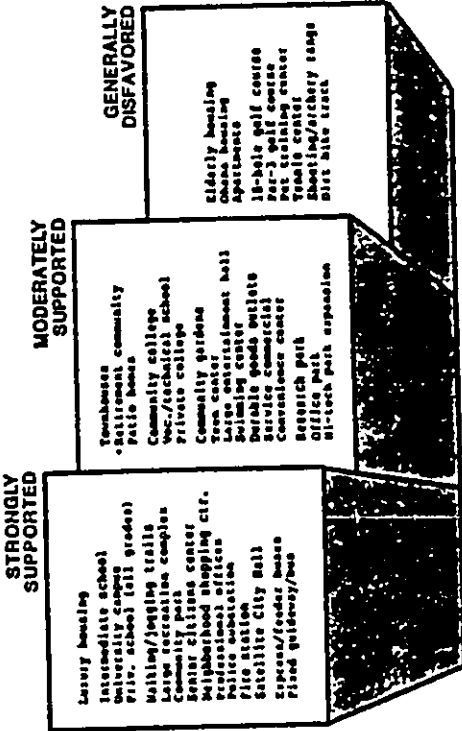 STRONGLY
SUPPORTED
Luxury housing
Intermediate school
University campus
Priv. school (all grades)
Walking/jogging trails
Large recreation complex
Community park
Senior Citizens center
Neighborhood shopping ctr.
Professional offices
Police substation
Fire station
Satellite City Hall
Express/feeder buses
Fixed guideway/bus
MODERATELY
SUPPORTED
Townhouses
•Retirement community
Patio homes
Community college
Voc./technical school
Private college
Community gardens
Teen center
Large entertainment hall
Swimming center
Durable goods outlets
Service commercial
Convenience center
Research park
Office park
Hi-tech park expansion
GENERALLY
DISFAVORED
Elderly housing
Ohana housing
Apartments
18-hole golf course
Par-3 golf course
Pet training center
Tennis center
Shooting/archery range
Dirt bike track